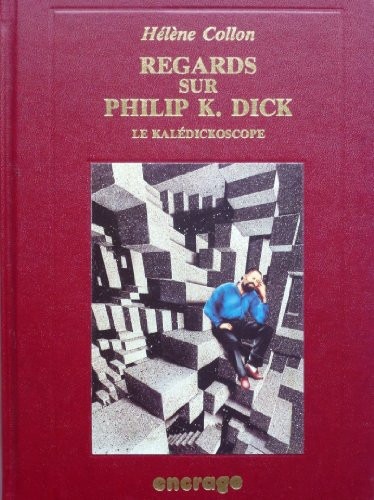 Hélène Collon
REGARDS
SUR
PHILIP K. DICK
LE KALÉDICKOSCOPE
encrage